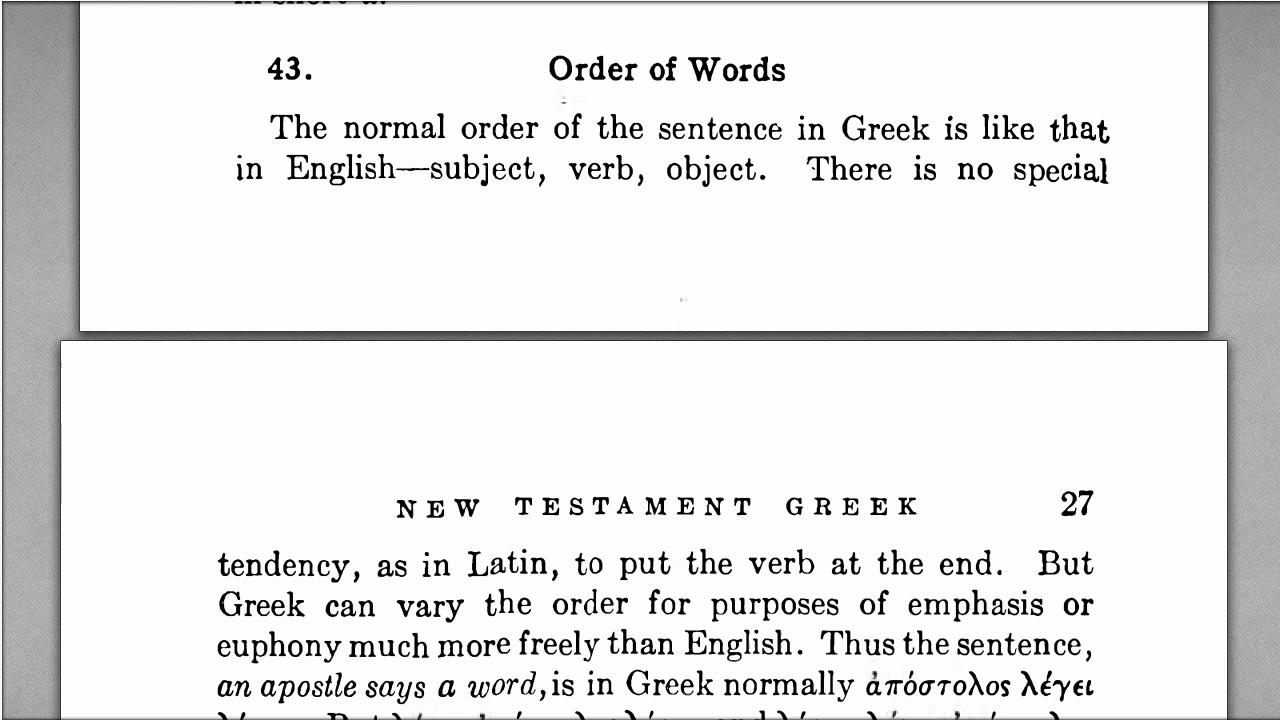 43. Order of Words
The normal order of the sentence in Greek is like that
in English—subject, verb, object. There is no special
NEW TESTAMENT GREEK 27
tendency, as in Latin, to put the verb at the end. But
Greek can vary the order for purposes of emphasis or
euphony much more freely than English. Thus the sentence,
an apostle says a word, is in Greek normally ἀπόστολος λέγει